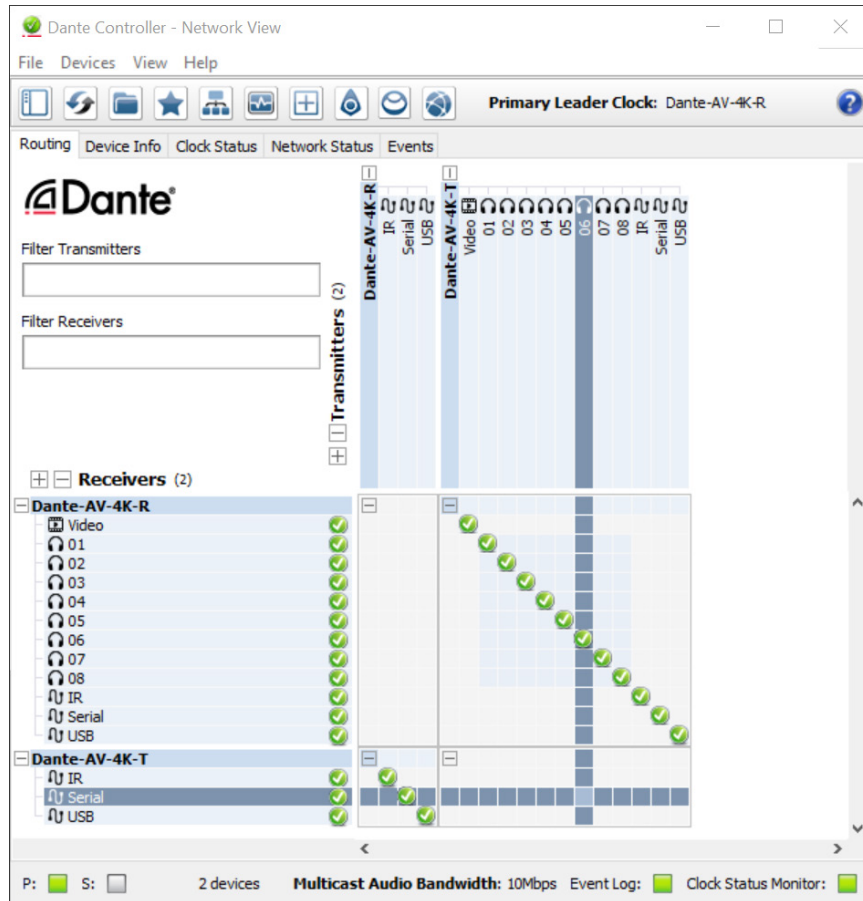 Dante Controller - Network View
File Devices View Help
Primary Leader Clock: Dante-AV-4K-R
Routing Device Info Clock Status Network Status Events
Dante®
Filter Transmitters
Filter Receivers
Transmitters (2)
Dante-AV-4K-R
IR
Serial
USB
Dante-AV-4K-T
Video
01
02
03
04
05
06
07
08
IR
Serial
USB
Receivers (2)
Dante-AV-4K-R
Video
01
02
03
04
05
06
07
08
IR
Serial
USB
Dante-AV-4K-T
IR
Serial
USB
P: S: 2 devices Multicast Audio Bandwidth: 10Mbps Event Log: Clock Status Monitor: